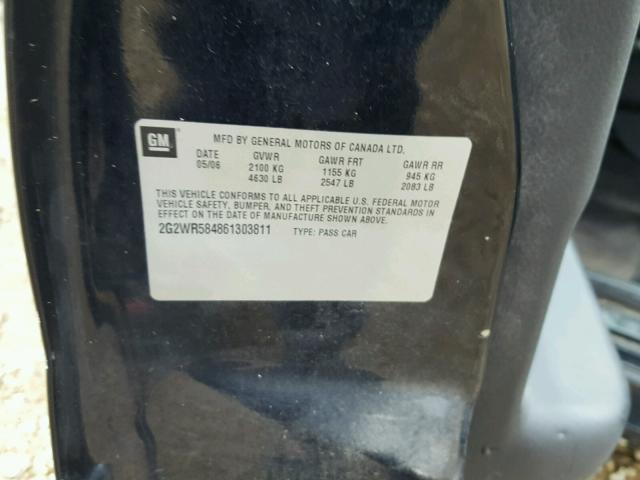 GM
MFD BY GENERAL MOTORS OF CANADA LTD.
DATE GVWR GAWR FRT GAWR RR
05/06 2100 KG 1155 KG 945 KG
4630 LB 2547 LB 2083 LB
THIS VEHICLE CONFORMS TO ALL APPLICABLE U.S. FEDERAL MOTOR
VEHICLE SAFETY, BUMPER, AND THEFT PREVENTION STANDARDS IN
EFFECT ON THE DATE OF MANUFACTURE SHOWN ABOVE.
2G2WR584861303811 TYPE: PASS CAR